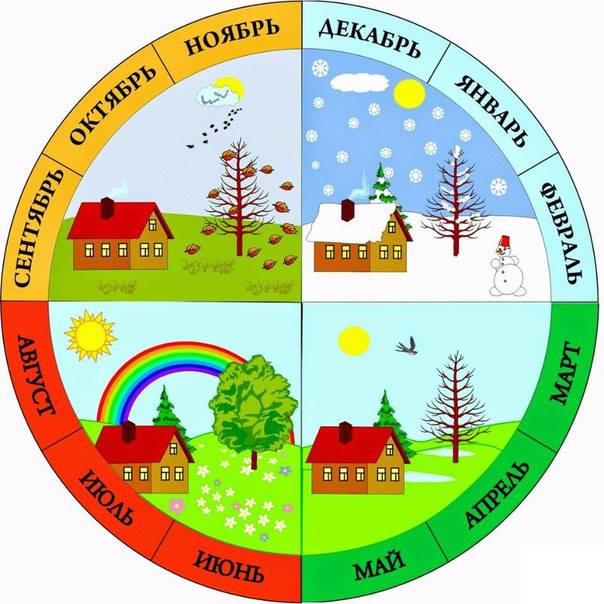 ДЕКАБРЬ
ЯНВАРЬ
ФЕВРАЛЬ
МАРТ
АПРЕЛЬ
МАЙ
ИЮНЬ
ИЮЛЬ
АВГУСТ
СЕНТЯБРЬ
ОКТЯБРЬ
НОЯБРЬ